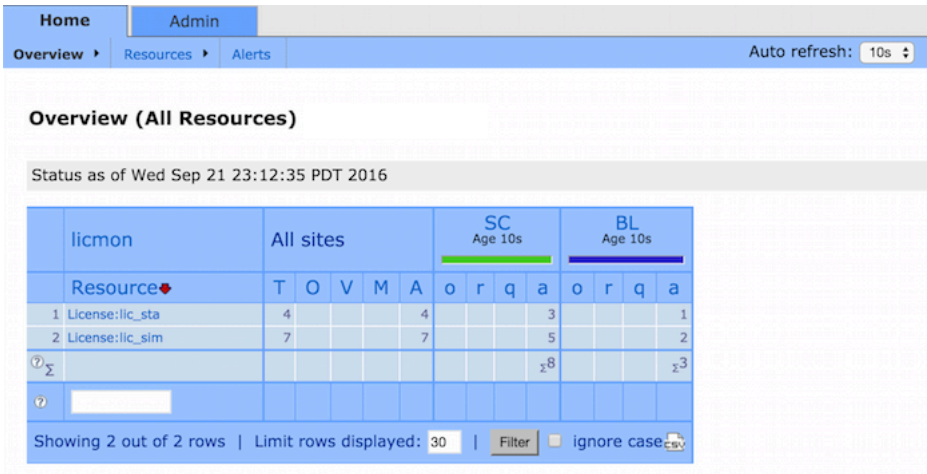 Home Admin
Overview Resources Alerts Auto refresh: 10s
Overview (All Resources)
Status as of Wed Sep 21 23:12:35 PDT 2016
licmon All sites SC BL
Age 10s Age 10s
Resource T O V M A o r q a o r q a
1 License:lic_sta 4 4 3 1
2 License:lic_sim 7 7 5 2
? Σ Σ8 Σ3
?
Showing 2 out of 2 rows | Limit rows displayed: 30 | Filter ignore case CSV